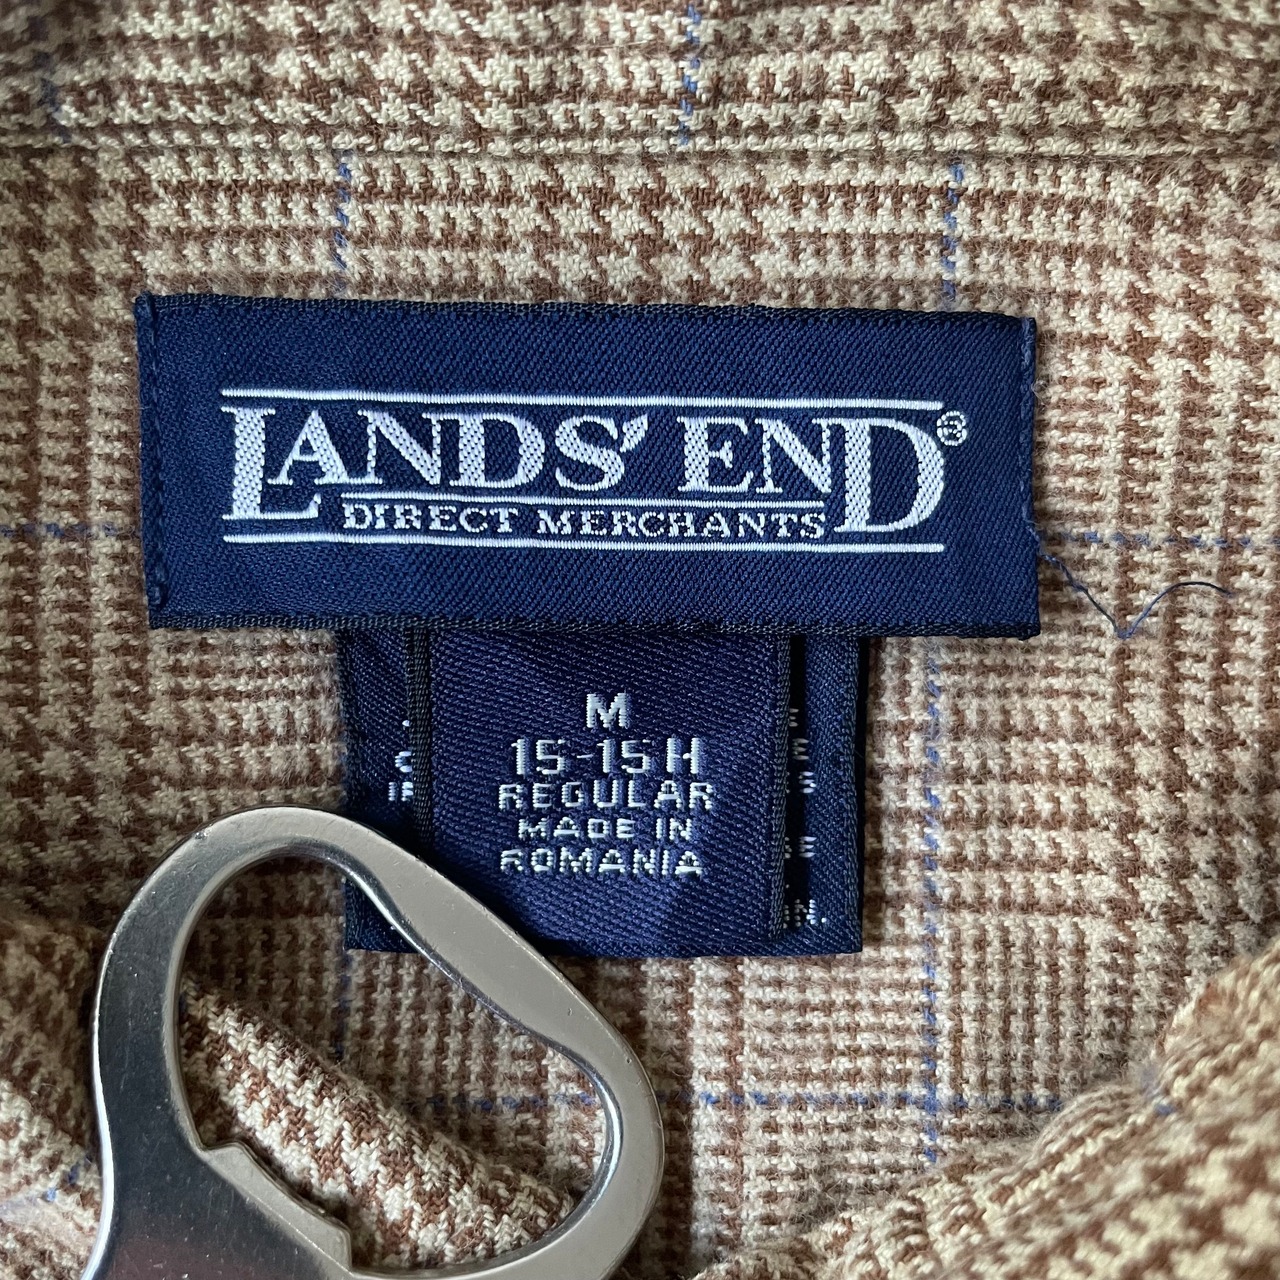 LANDS' END®
DIRECT MERCHANTS
M
15-15H
REGULAR
MADE IN
ROMANIA